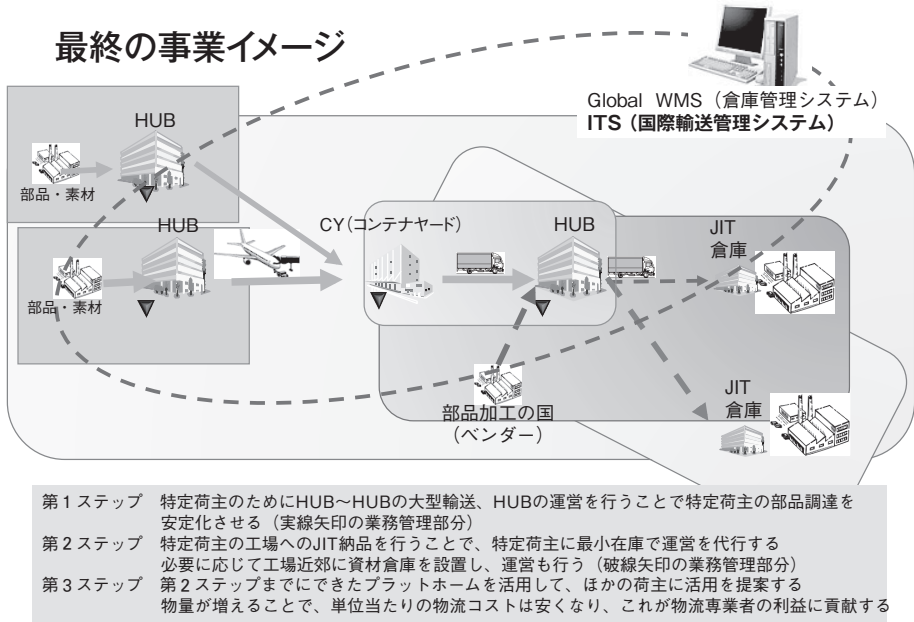 最終の事業イメージ
Global WMS（倉庫管理システム）
ITS（国際輸送管理システム）
HUB
部品・素材
HUB
部品・素材
CY（コンテナヤード）
HUB
JIT
倉庫
部品加工の国
（ベンダー）
JIT
倉庫
第1ステップ　特定荷主のためにHUB～HUBの大型輸送、HUBの運営を行うことで特定荷主の部品調達を
安定化させる（実線矢印の業務管理部分）
第2ステップ　特定荷主の工場へのJIT納品を行うことで、特定荷主に最小在庫で運営を代行する
必要に応じて工場近郊に資材倉庫を設置し、運営も行う（破線矢印の業務管理部分）
第3ステップ　第2ステップまでにできたプラットホームを活用して、ほかの荷主に活用を提案する
物量が増えることで、単位当たりの物流コストは安くなり、これが物流専業者の利益に貢献する